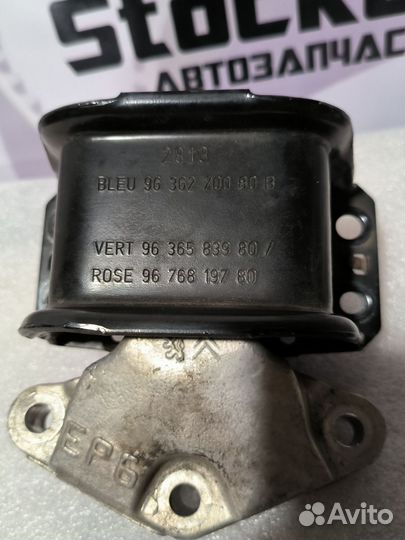 Stock
АВТОЗАПЧАС
2813
BLEU 96 362 700 80 B
VERT 96 365 839 80 /
ROSE 96 768 197 80
EP6
Avito